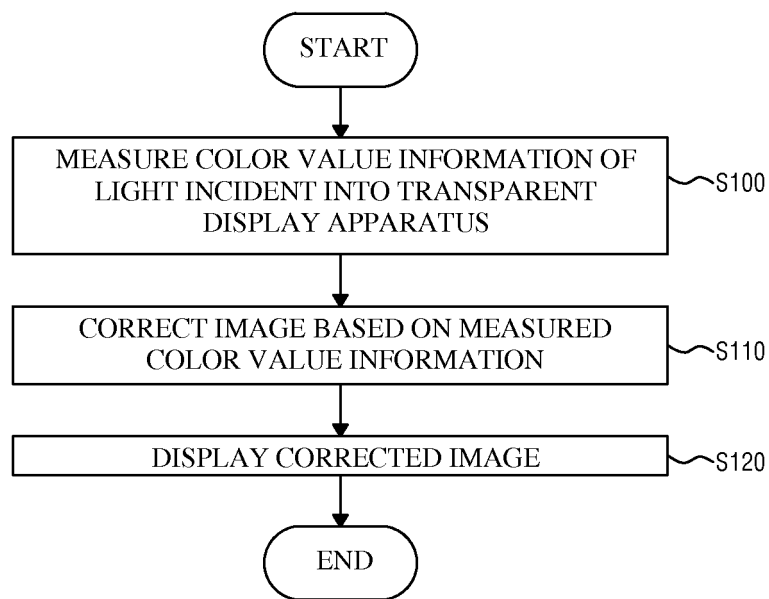 START
MEASURE COLOR VALUE INFORMATION OF
LIGHT INCIDENT INTO TRANSPARENT
DISPLAY APPARATUS
S100
CORRECT IMAGE BASED ON MEASURED
COLOR VALUE INFORMATION
S110
DISPLAY CORRECTED IMAGE
S120
END